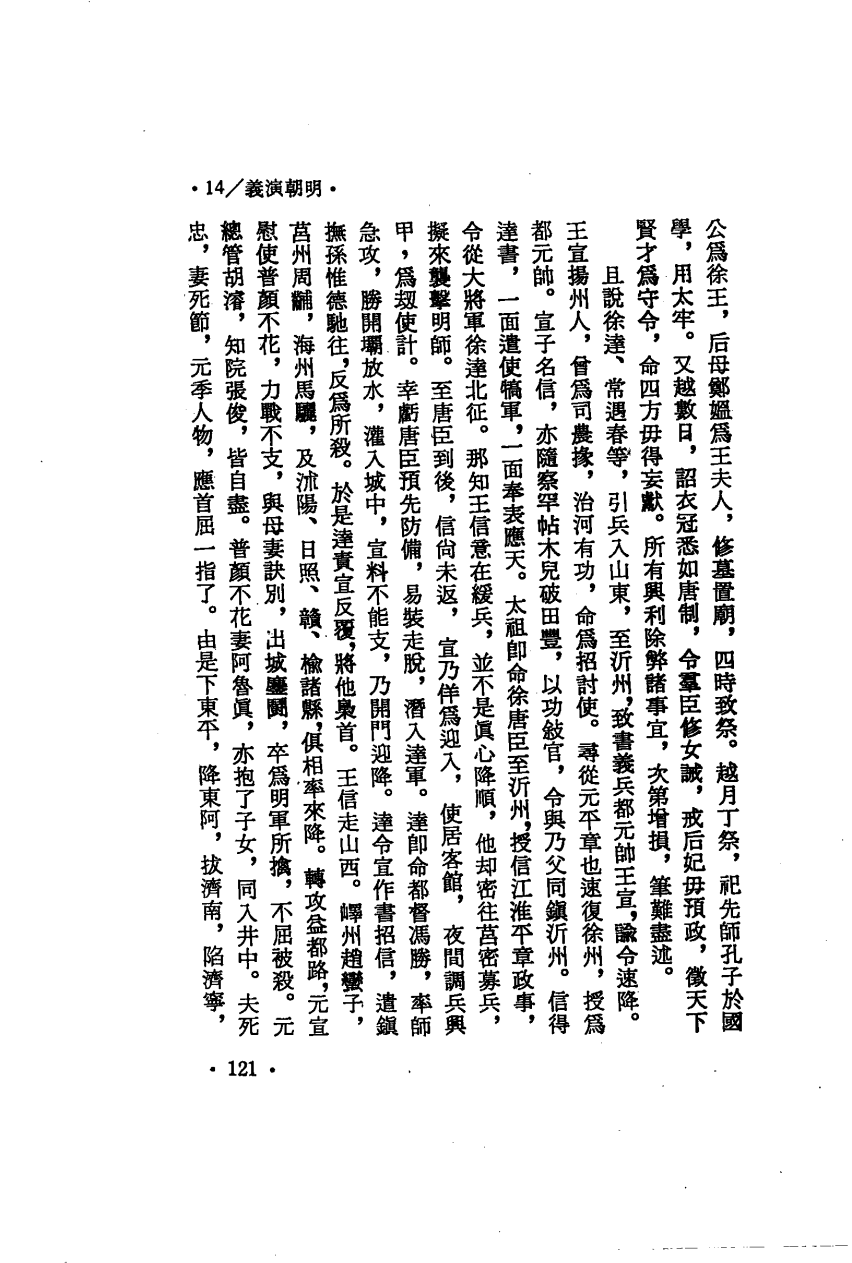 •14/義演朝明•
公爲徐王，后母鄭媼爲王夫人，修墓置廟，四時致祭。越月丁祭，祀先師孔子於國
學，用太牢。又越數日，詔衣冠悉如唐制，令羣臣修女誡，戒后妃毋預政，徵天下
賢才爲守令，命四方毋得妄獻。所有興利除弊諸事宜，次第增損，筆難盡述。
且說徐達、常遇春等，引兵入山東，至沂州，致書義兵都元帥王宣，諭令速降。
王宣揚州人，曾爲司農掾，治河有功，命爲招討使。尋從元平章也速復徐州，授爲
都元帥。宣子名信，亦隨察罕帖木兒破田豐，以功敍官，令與乃父同鎭沂州。信得
達書，一面遣使犒軍，一面奉表應天。太祖卽命徐唐臣至沂州，授信江淮平章政事，
令從大將軍徐達北征。那知王信意在緩兵，並不是眞心降順，他却密往莒密募兵，
擬來襲擊明師。至唐臣到後，信尙未返，宣乃佯爲迎入，使居客館，夜間調兵興
甲，爲刼使計。幸虧唐臣預先防備，易裝走脫，潛入達軍。達卽命都督馮勝，率師
急攻，勝開壩放水，灌入城中，宣料不能支，乃開門迎降。達令宣作書招信，遣鎭
撫孫惟德馳往，反爲所殺。於是達責宣反覆，將他梟首。王信走山西。嶧州趙蠻子，
莒州周黼，海州馬驪，及沭陽、日照、贛、楡諸縣，俱相率來降。轉攻益都路，元宣
慰使普顏不花，力戰不支，與母妻訣別，出城鏖鬭，卒爲明軍所擒，不屈被殺。元
總管胡濬，知院張俊，皆自盡。普顏不花妻阿魯眞，亦抱了子女，同入井中。夫死
忠，妻死節，元季人物，應首屈一指了。由是下東平，降東阿，拔濟南，陷濟寧，
•121•